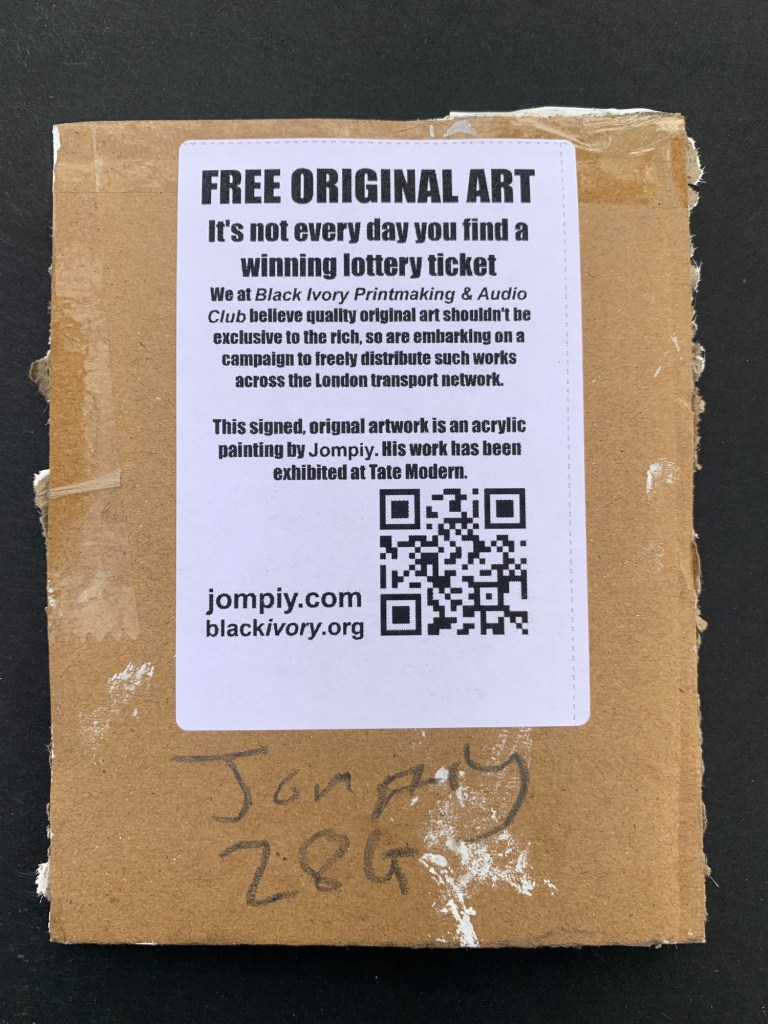 FREE ORIGINAL ART
It's not every day you find a
winning lottery ticket
We at Black Ivory Printmaking & Audio
Club believe quality original art shouldn't be
exclusive to the rich, so are embarking on a
campaign to freely distribute such works
across the London transport network.
This signed, orignal artwork is an acrylic
painting by Jompiy. His work has been
exhibited at Tate Modern.
jompiy.com
blackivory.org
Jompiy
28G